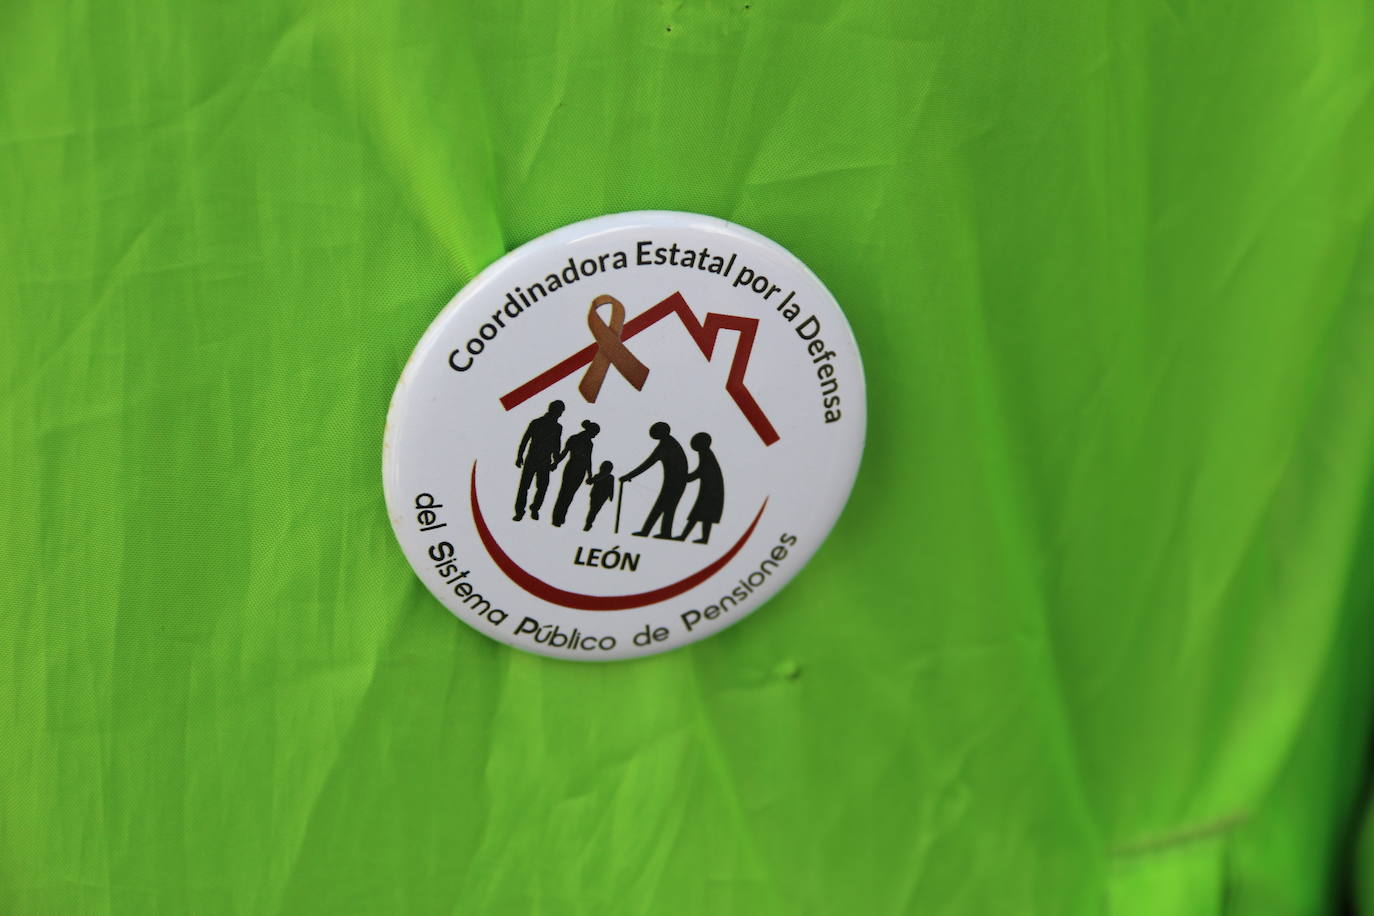 Coordinadora Estatal por la Defensa
LEÓN
del Sistema Público de Pensiones